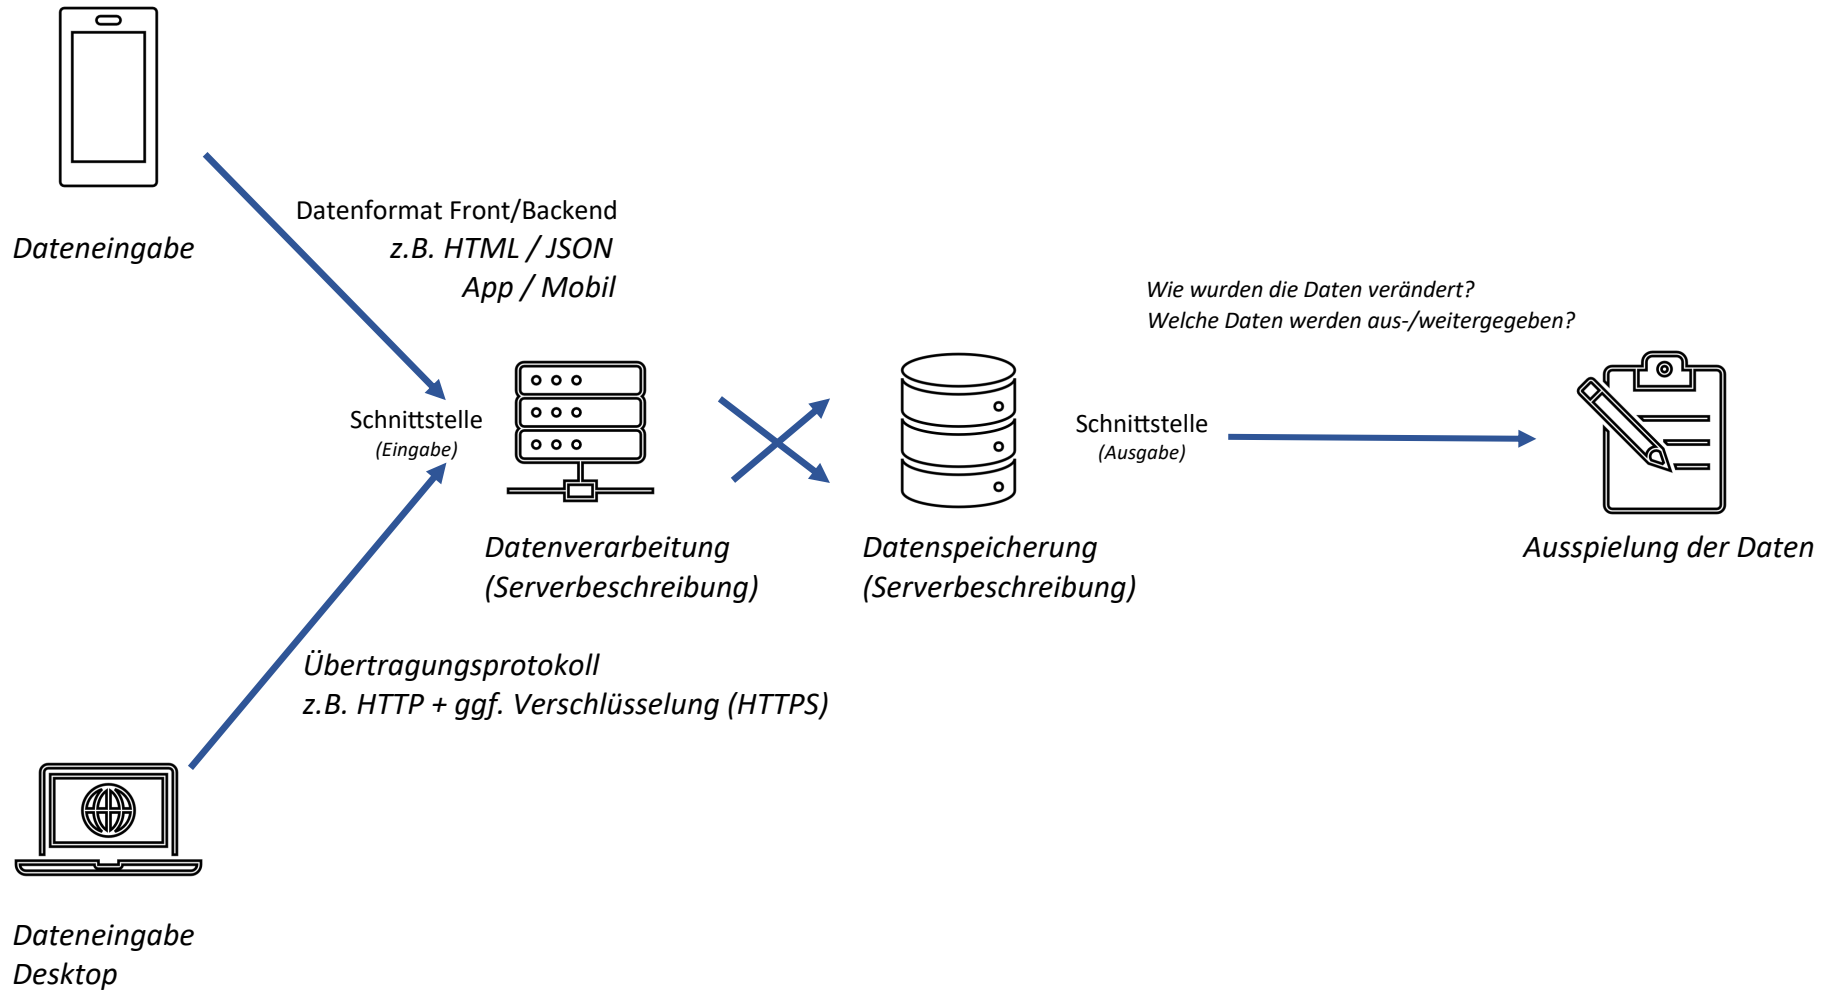 Dateneingabe
Datenformat Front/Backend
z.B. HTML / JSON
App / Mobil
Wie wurden die Daten verändert?
Welche Daten werden aus-/weitergegeben?
Schnittstelle
(Eingabe)
Schnittstelle
(Ausgabe)
Datenverarbeitung
(Serverbeschreibung)
Datenspeicherung
(Serverbeschreibung)
Ausspielung der Daten
Übertragungsprotokoll
z.B. HTTP + ggf. Verschlüsselung (HTTPS)
Dateneingabe
Desktop